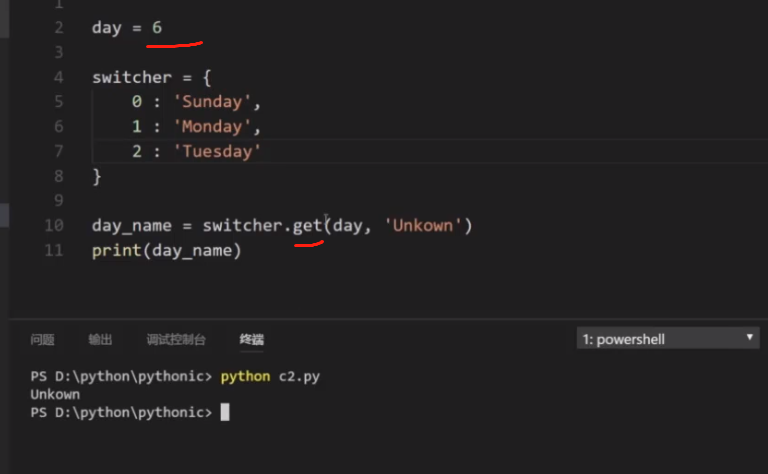 1
2 day = 6
3
4 switcher = {
5 0 : 'Sunday',
6 1 : 'Monday',
7 2 : 'Tuesday'
8 }
9
10 day_name = switcher.get(day, 'Unkown')
11 print(day_name)
问题 输出 调试控制台 终端 1: powershell
PS D:\python\pythonic> python c2.py
Unkown
PS D:\python\pythonic>